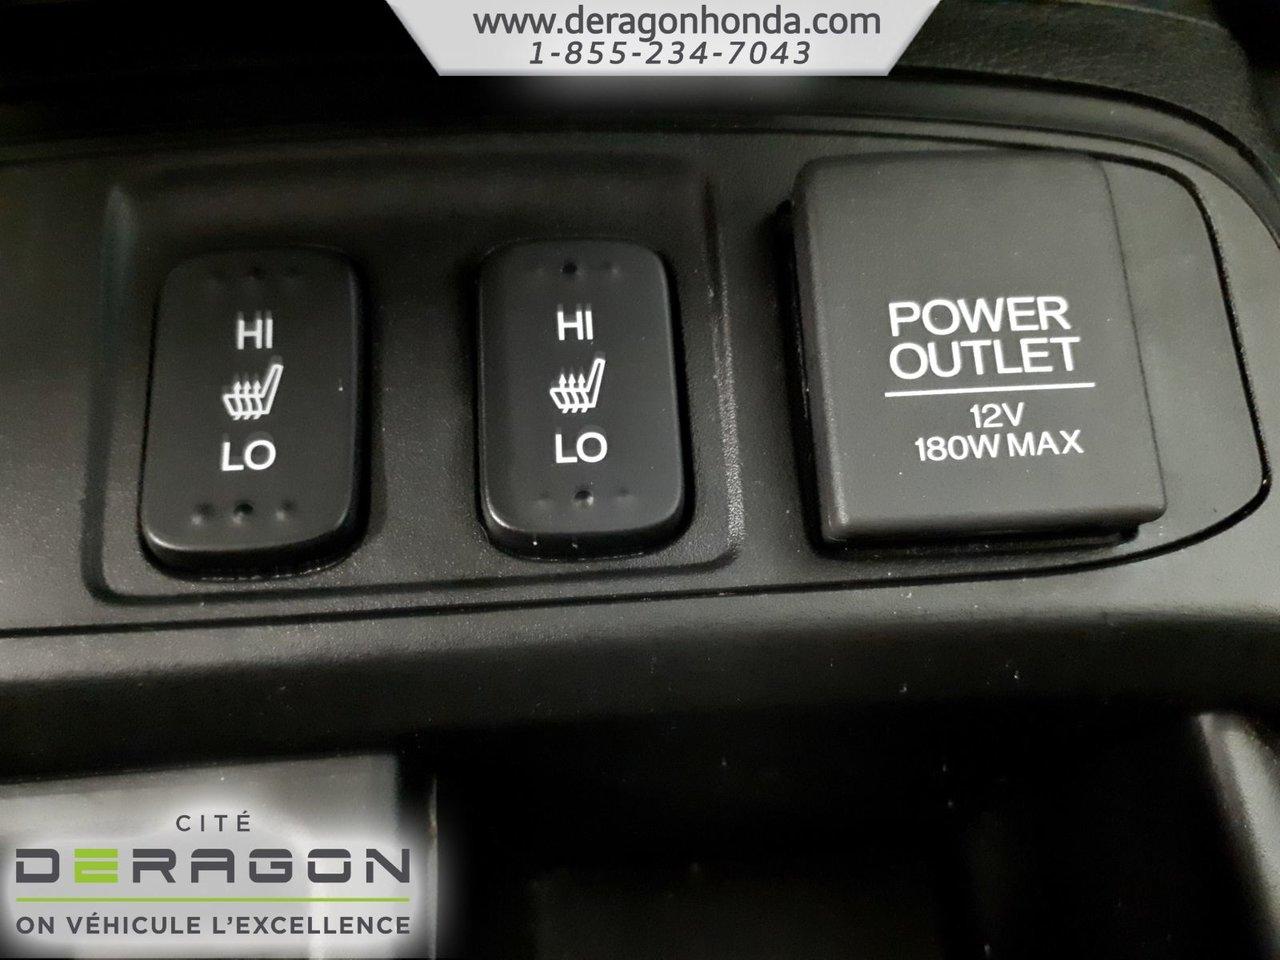 www.deragonhonda.com
1-855-234-7043
HI
LO
HI
LO
POWER
OUTLET
12V
180W MAX
CITÉ
DERAGON
ON VÉHICULE L'EXCELLENCE